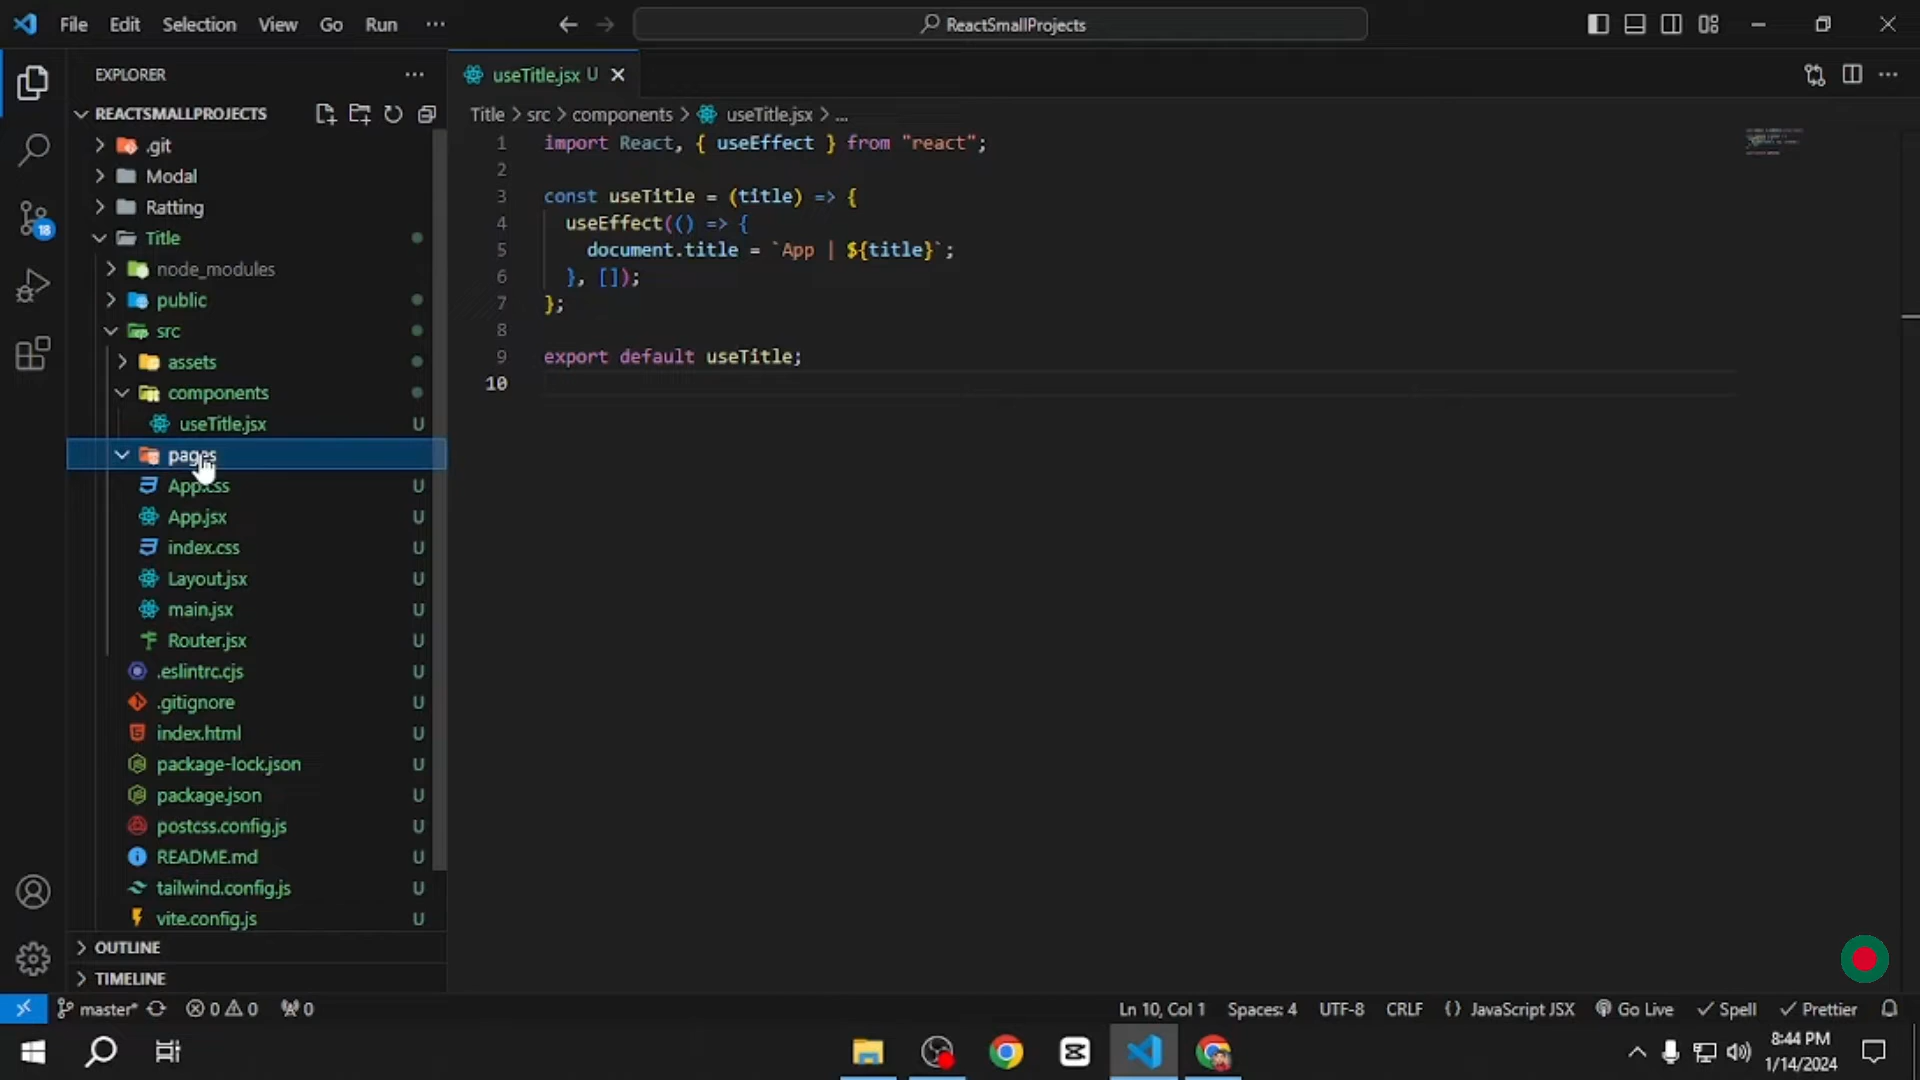 File Edit Selection View Go Run ···
ReactSmallProjects
EXPLORER
REACTSMALLPROJECTS
.git
Modal
Ratting
Title
node_modules
public
src
assets
components
useTitle.jsx U
pages
App.css U
App.jsx U
index.css U
Layout.jsx U
main.jsx U
Router.jsx U
.eslintrc.cjs U
.gitignore U
index.html U
package-lock.json U
package.json U
postcss.config.js U
README.md U
tailwind.config.js U
vite.config.js U
OUTLINE
TIMELINE
useTitle.jsx U
Title > src > components > useTitle.jsx > ...
1 import React, { useEffect } from "react";
2
3 const useTitle = (title) => {
4 useEffect(() => {
5 document.title = `App | ${title}`;
6 }, []);
7 };
8
9 export default useTitle;
10
18
master* 0 0 0
Ln 10, Col 1 Spaces: 4 UTF-8 CRLF {} JavaScript JSX Go Live Spell Prettier
8:44 PM
1/14/2024